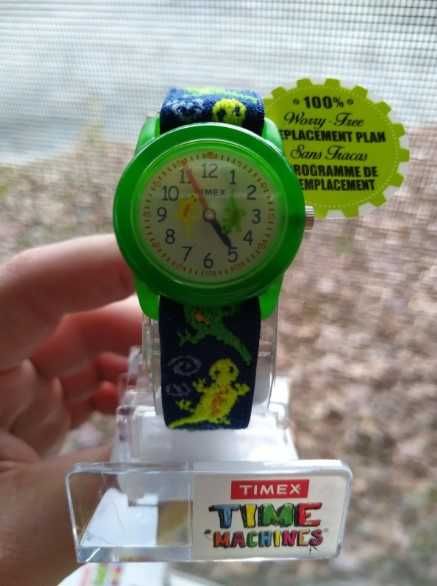 100%
Worry-Free
EPLACEMENT PLAN
Sans Tracas
ROGRAMME DE
EMPLACEMENT
12
11
1
10
TIMEX
2
9
3
8
4
7
5
6
TIMEX
TIME
MACHINES